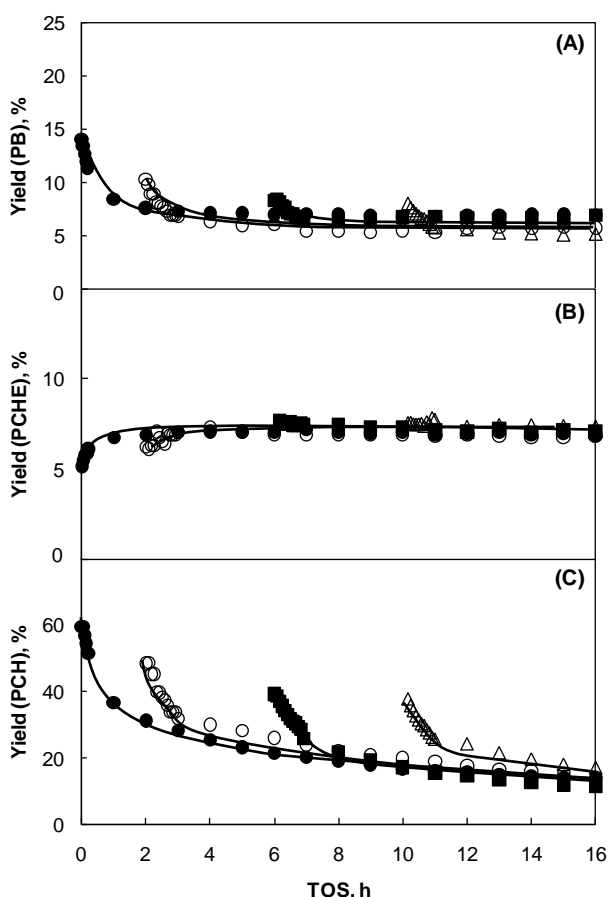 25
(A)
20
15
10
5
0
Yield (PB), %
(B)
10
5
0
Yield (PCHE), %
(C)
60
40
20
0
Yield (PCH), %
0 2 4 6 8 10 12 14 16
TOS, h